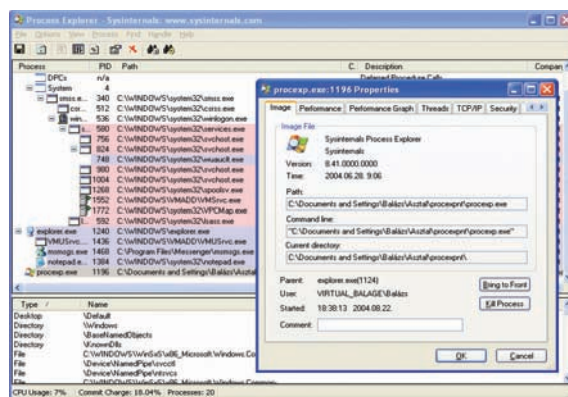 Process Explorer - Sysinternals: www.sysinternals.com
File Options View Process Find Handle Help
Process PID Path C. Description Company
DPCs n/a Deferred Procedure Calls
System 4
smss.e... 340 C:\WINDOWS\system32\smss.exe
csr... 512 C:\WINDOWS\system32\csrss.exe
win... 536 C:\WINDOWS\system32\winlogon.exe
s... 580 C:\WINDOWS\system32\services.exe
756 C:\WINDOWS\system32\svchost.exe
824 C:\WINDOWS\system32\svchost.exe
748 C:\WINDOWS\system32\wuauclt.exe
980 C:\WINDOWS\system32\svchost.exe
1004 C:\WINDOWS\system32\svchost.exe
1268 C:\WINDOWS\system32\spoolsv.exe
1552 C:\WINDOWS\VMADD\VMSrvc.exe
1772 C:\WINDOWS\system32\VPCMap.exe
592 C:\WINDOWS\system32\lsass.exe
explorer.exe 1240 C:\WINDOWS\explorer.exe
VMUSrvc... 1436 C:\WINDOWS\VMADD\VMUSrvc.exe
msmsgs.exe 1468 C:\Program Files\Messenger\msmsgs.exe
notepad.e... 1384 C:\WINDOWS\system32\notepad.exe
procexp.exe 1196 C:\Documents and Settings\Balázs\Asztal
procexp.exe:1196 Properties
Image Performance Performance Graph Threads TCP/IP Security
Image File
Sysinternals Process Explorer
Sysinternals
Version: 8.41.0000.0000
Time: 2004.06.28. 9:06
Path:
C:\Documents and Settings\Balázs\Asztal\procexpnt\procexp.exe
Command line:
"C:\Documents and Settings\Balázs\Asztal\procexpnt\procexp.exe"
Current directory:
C:\Documents and Settings\Balázs\Asztal\procexpnt\
Parent: explorer.exe(1124)
User: VIRTUAL_BALAGE\Balázs
Started: 18:38:13 2004.08.22.
Comment:
Bring to Front
Kill Process
OK Cancel
Type / Name
Desktop \Default
Directory \Windows
Directory \BaseNamedObjects
Directory \KnownDlls
File C:\WINDOWS\WinSxS\x86_Microsoft.Windows.Co
File \Device\NamedPipe\svcctl
File \Device\NamedPipe\ntsvcs
File C:\WINDOWS\WinSxS\x86_Microsoft.Windows.Common
CPU Usage: 7% Commit Charge: 18.04% Processes: 20